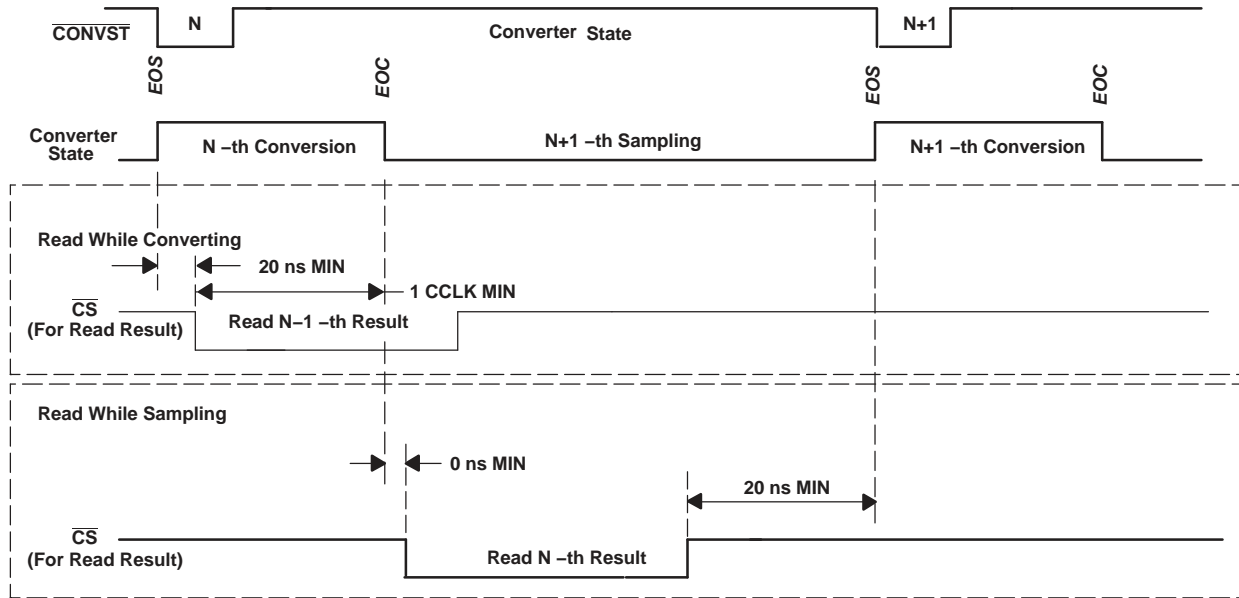 CONVST
N
Converter State
N+1
EOS
EOC
EOS
EOC
Converter
State
N –th Conversion
N+1 –th Sampling
N+1 –th Conversion
Read While Converting
20 ns MIN
1 CCLK MIN
CS
(For Read Result)
Read N–1 –th Result
Read While Sampling
0 ns MIN
20 ns MIN
CS
(For Read Result)
Read N –th Result